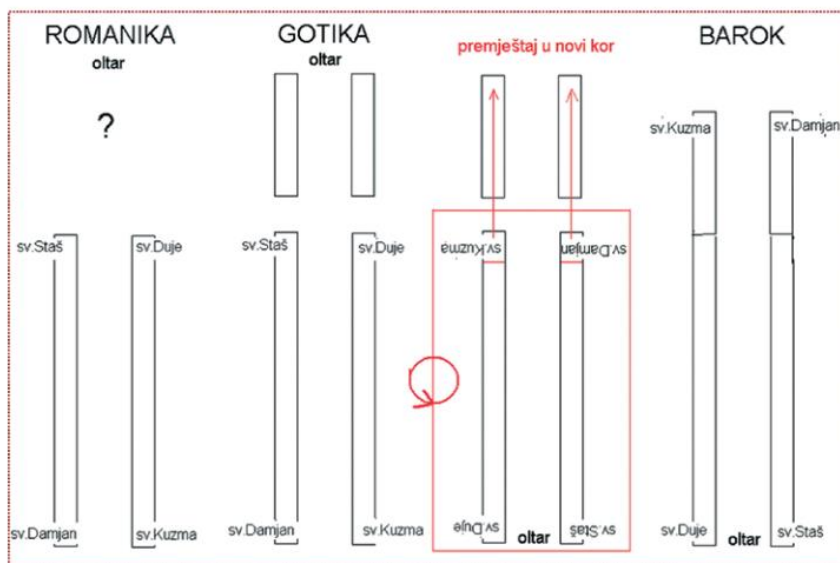 ROMANIKA
oltar
?
sv.Staš
sv.Duje
sv.Damjan
sv.Kuzma
GOTIKA
oltar
sv.Staš
sv.Duje
sv.Damjan
sv.Kuzma
premještaj u novi kor
sv.Kuzma
sv.Damjan
sv.Duje
oltar
sv.Staš
BAROK
sv.Kuzma
sv.Damjan
sv.Duje
oltar
sv.Staš